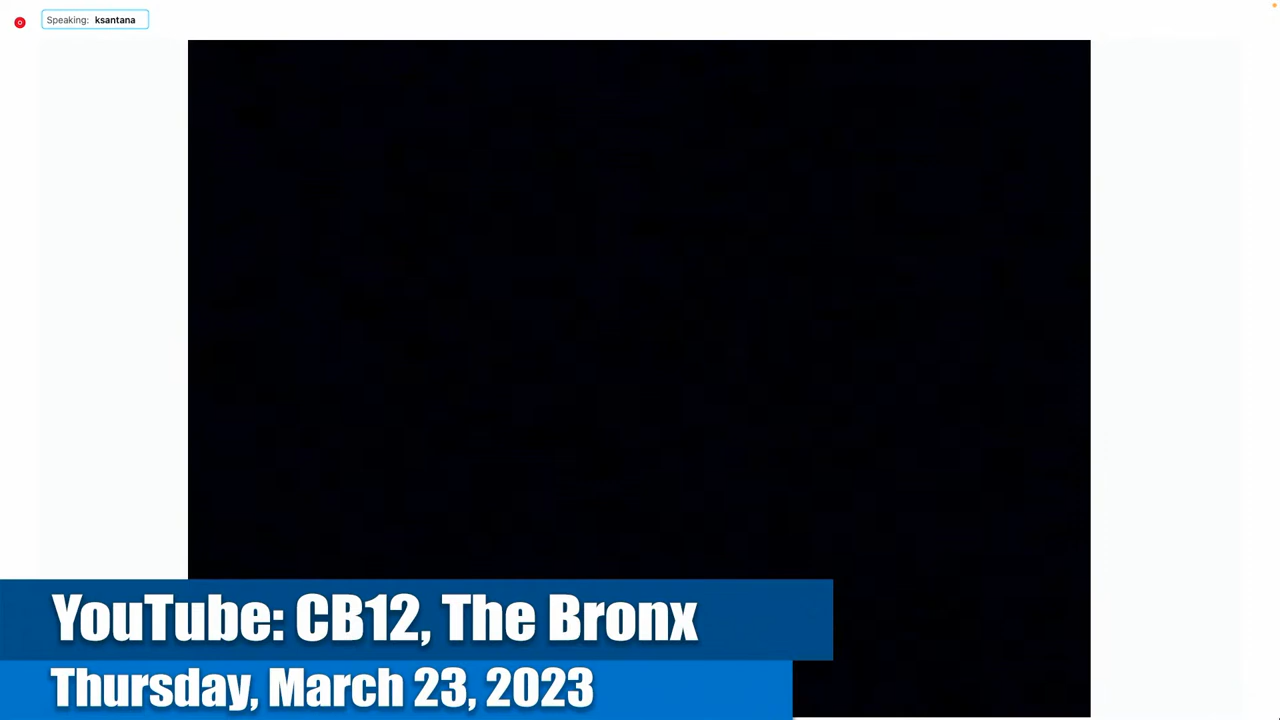 Speaking: ksantana
YouTube: CB12, The Bronx
Thursday, March 23, 2023